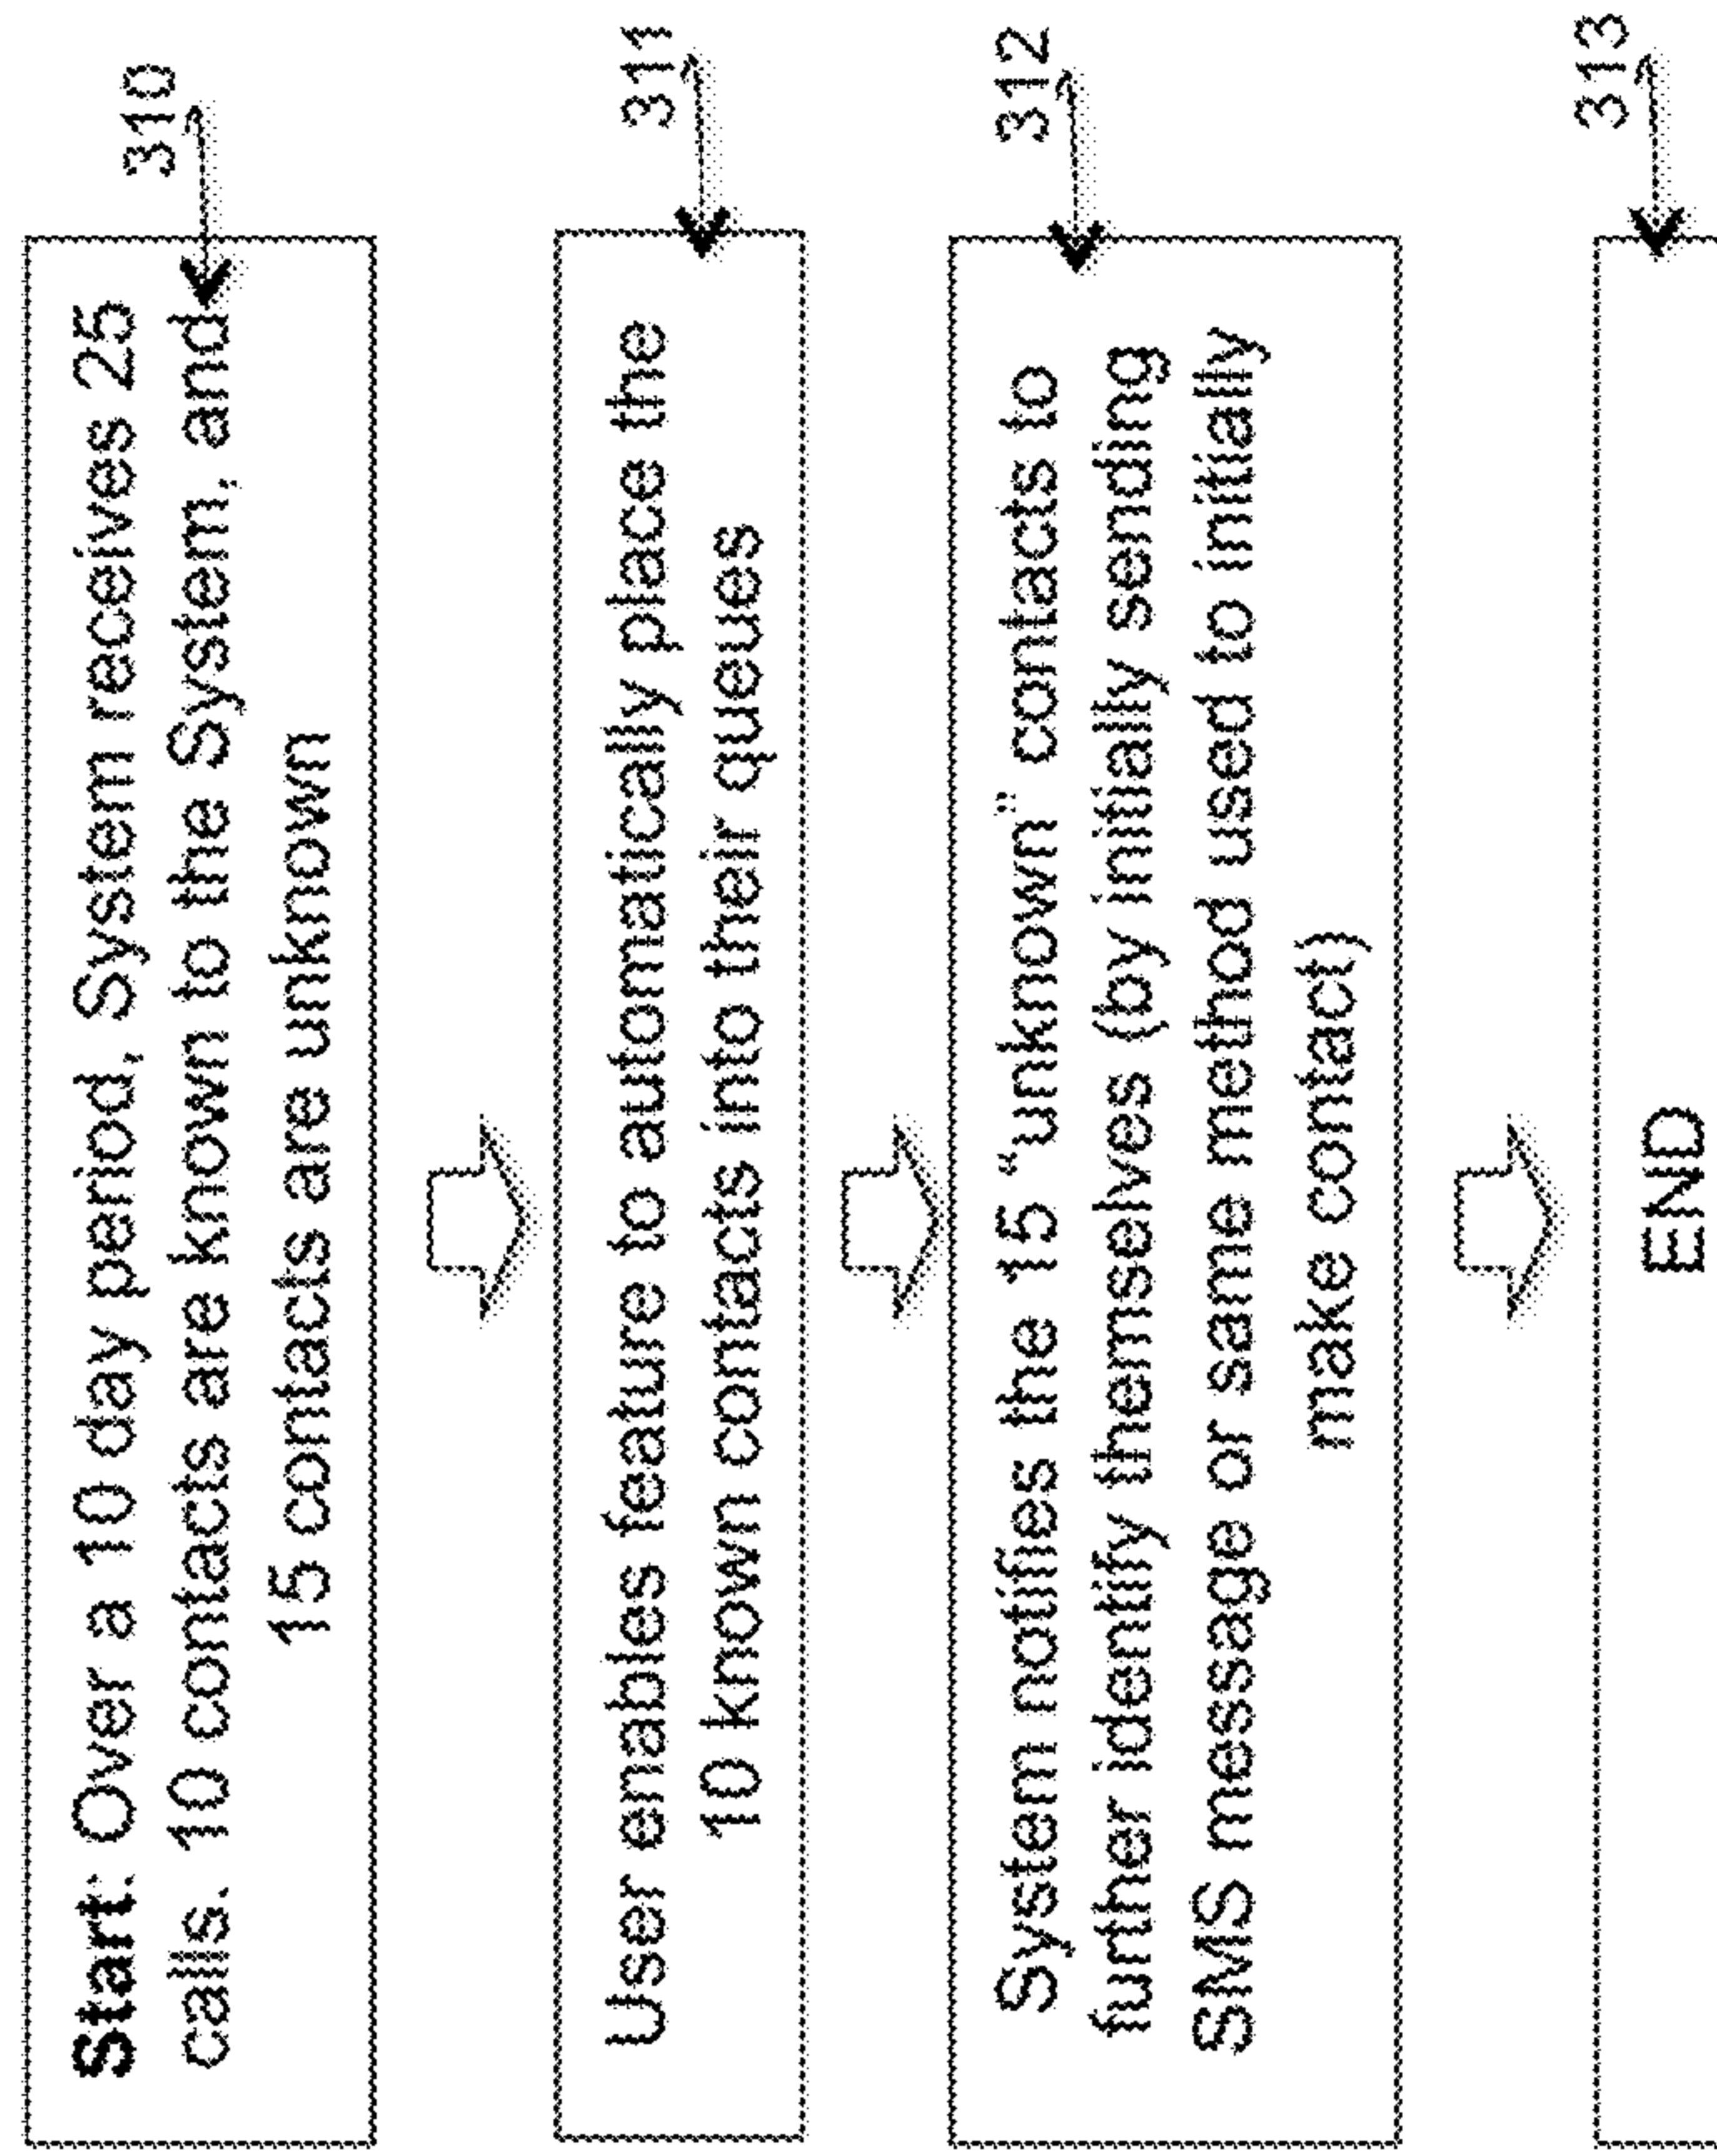 Start: Over a 10 day period, System receives 25
calls. 10 contacts are known to the System, and
15 contacts are unknown
310
User enables feature to automatically place the
10 known contacts into their queues
311
System notifies the 15 "unknown" contacts to
further identify themselves (by initially sending
SMS message or same method used to initially
make contact)
312
END
313